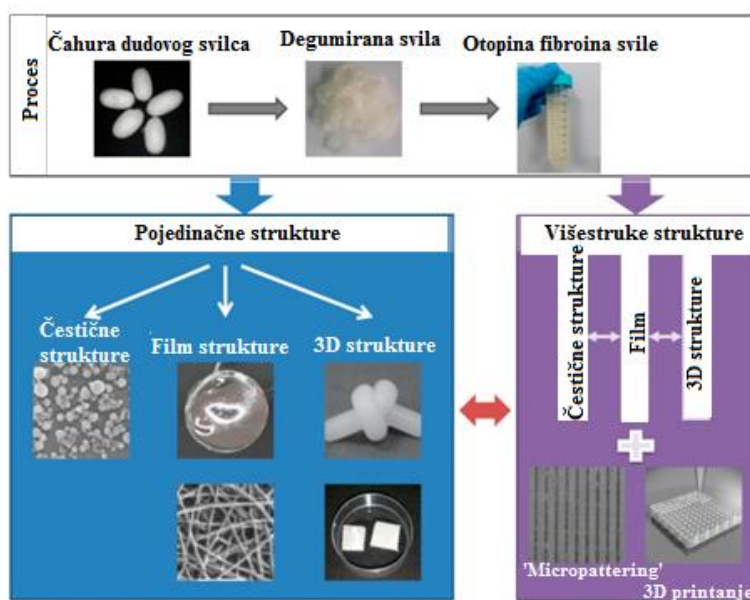 Proces
Čahura dudovog svilca
Degumirana svila
Otopina fibroina svile
Pojedinačne strukture
Čestične
strukture
Film strukture
3D strukture
Višestruke strukture
Čestične strukture
Film
3D strukture
'Micropattering'
3D printanje